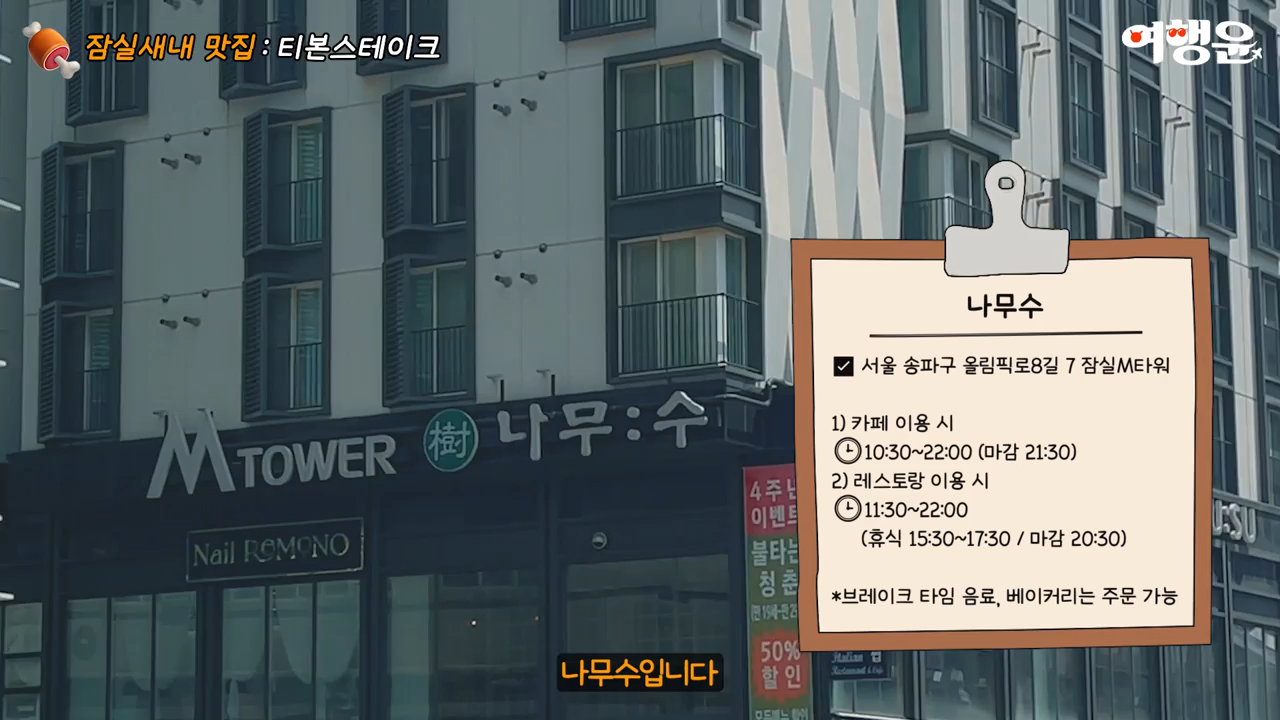 잠실새내 맛집 : 티본스테이크
여행윤
나무수
서울 송파구 올림픽로8길 7 잠실M타워
1) 카페 이용 시
10:30~22:00 (마감 21:30)
2) 레스토랑 이용 시
11:30~22:00
(휴식 15:30~17:30 / 마감 20:30)
*브레이크 타임 음료, 베이커리는 주문 가능
M TOWER
樹 나무:수
Nail ROMONO
4주년
이벤트
불타는
청춘
50%
할인
Italian
나무수입니다